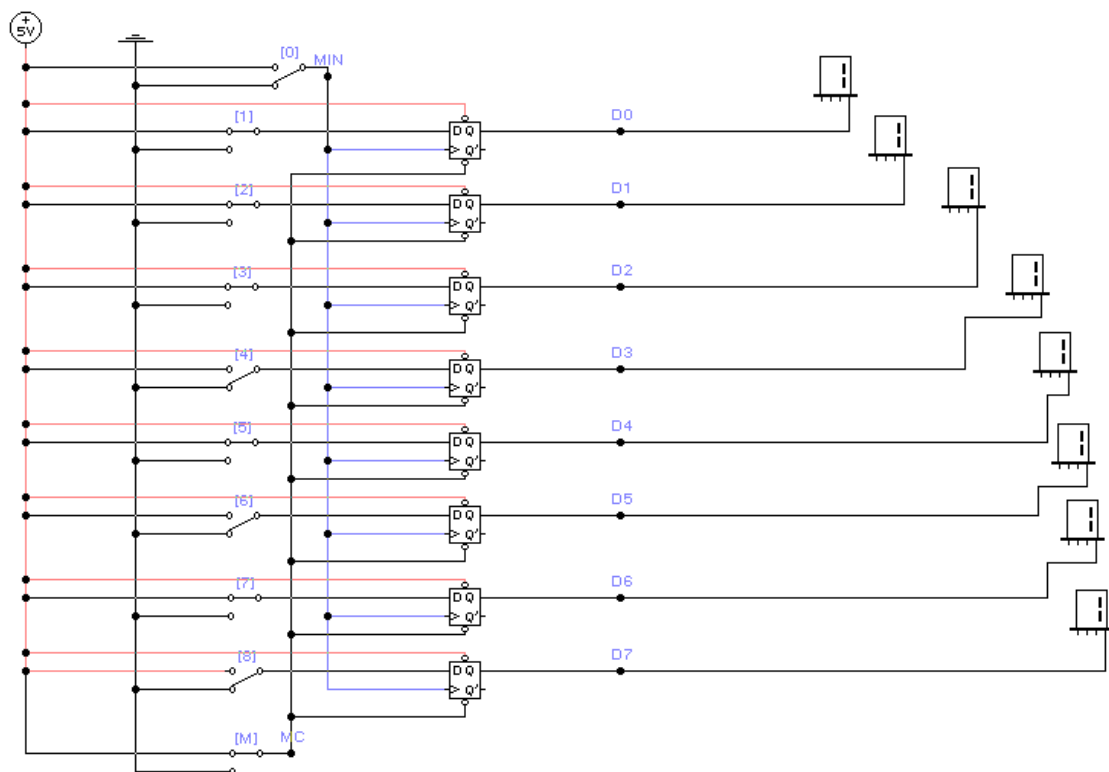 +
5V
[0]
MIN
[1]
D Q
Q'
D0
[2]
D Q
Q'
D1
[3]
D Q
Q'
D2
[4]
D Q
Q'
D3
[5]
D Q
Q'
D4
[6]
D Q
Q'
D5
[7]
D Q
Q'
D6
[8]
D Q
Q'
D7
[M]
MC